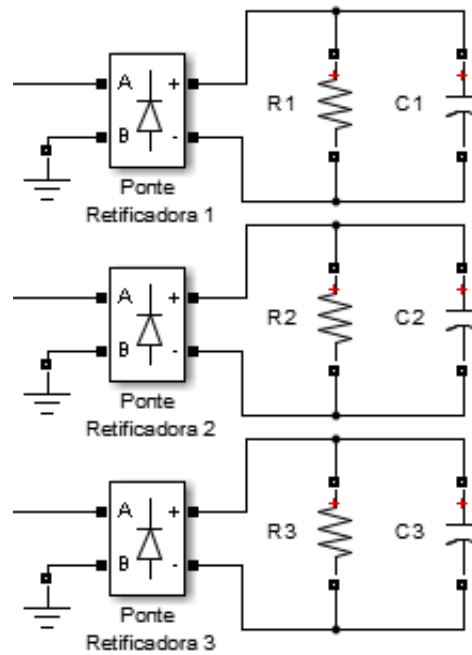 A +
R1 C1
B -
Ponte
Retificadora 1
A +
R2 C2
B -
Ponte
Retificadora 2
A +
R3 C3
B -
Ponte
Retificadora 3